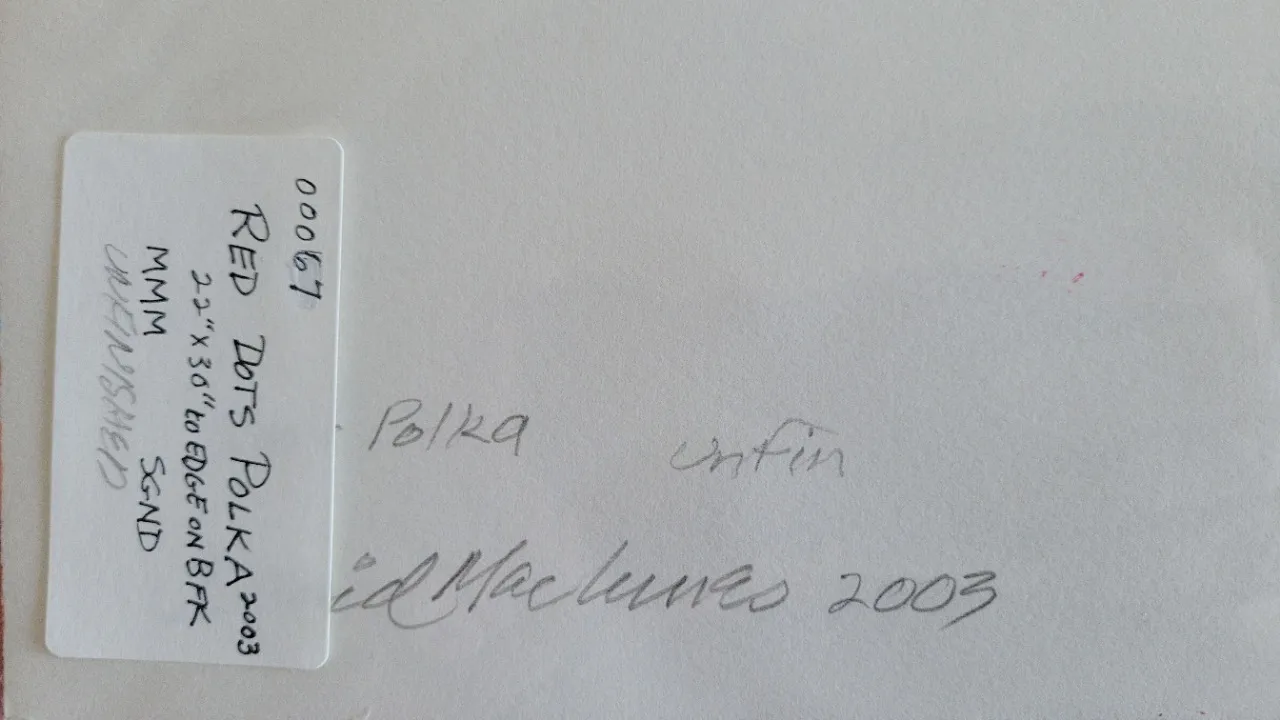 00067
RED DOTS POLKA 2003
22" X 30" to EDGE ON BFK
MMM SGND
UNFINISHED
Polka unfin
2003